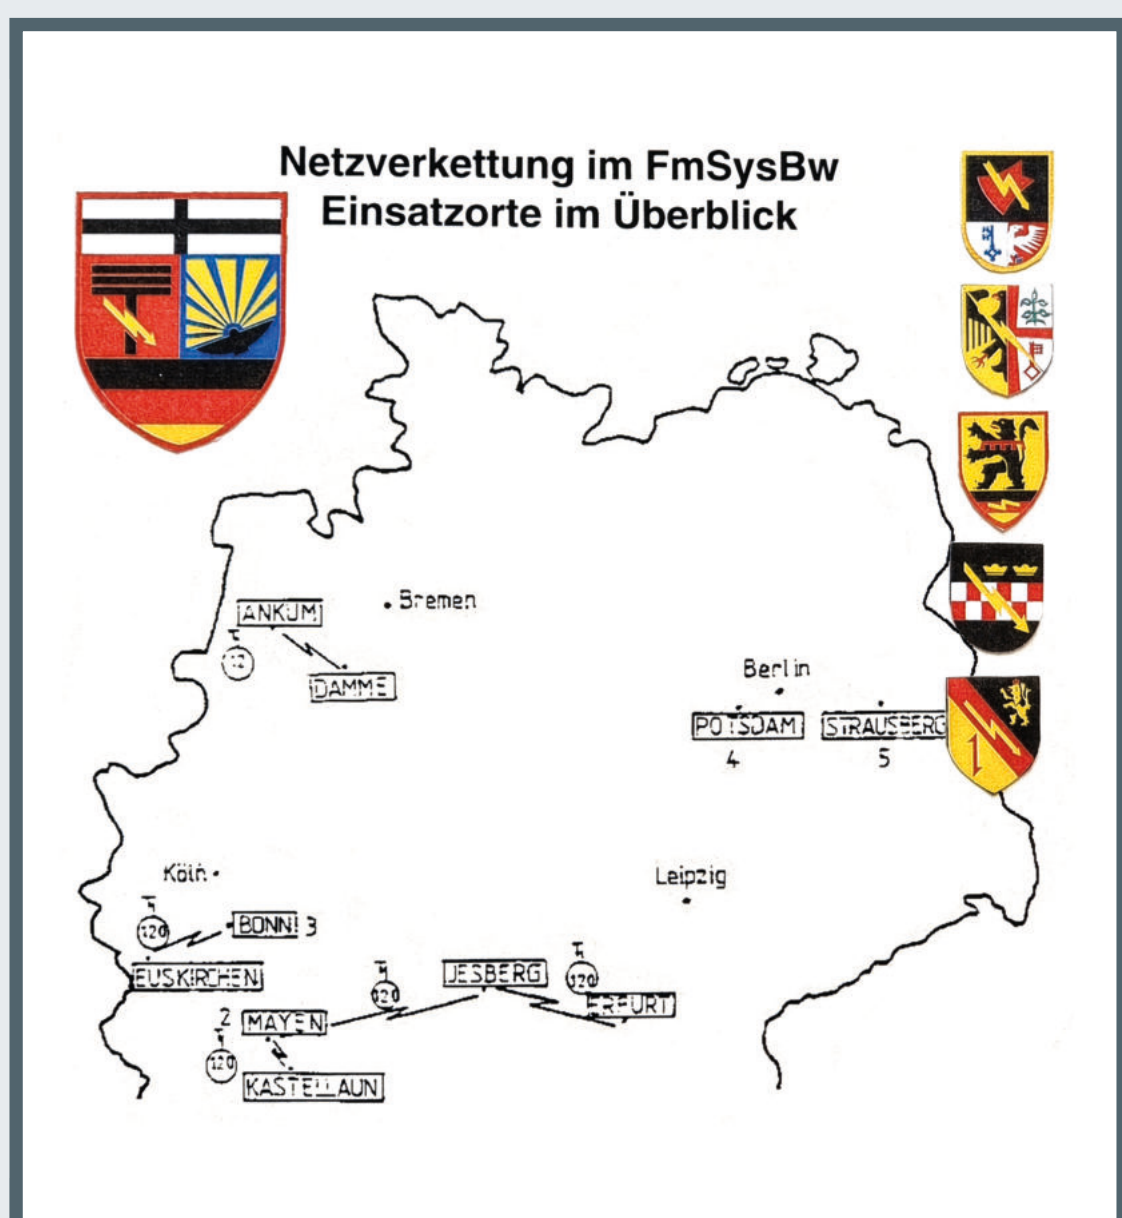 Netzverkettung im FmSysBw
Einsatzorte im Überblick
Bremen
ANKUM
12
DAMME
Berlin
POTSDAM
STRAUSBERG
4
5
Köln
Leipzig
120
BONN 3
EUSKIRCHEN
120
JESBERG
120
ERFURT
2
MAYEN
120
KASTELLAUN